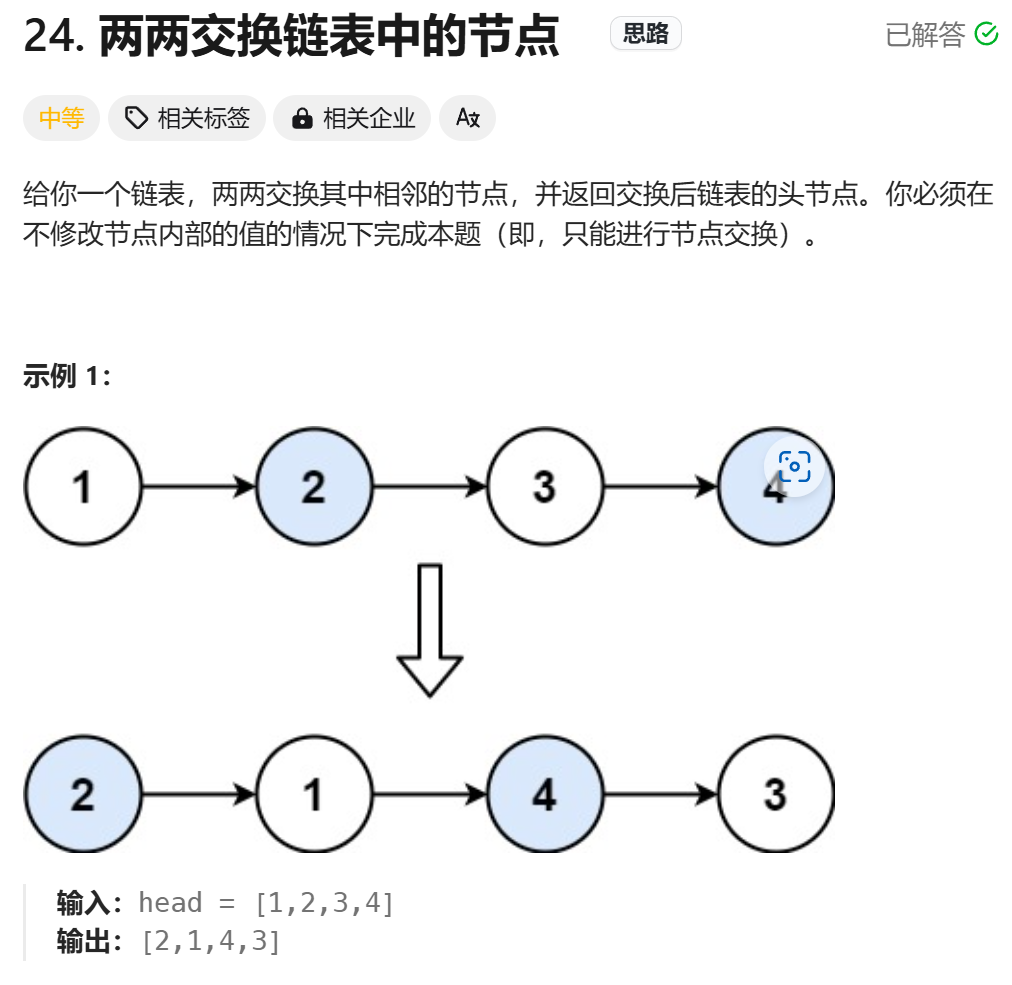 24. 两两交换链表中的节点 思路 已解答
中等 相关标签 相关企业 Aあ
给你一个链表，两两交换其中相邻的节点，并返回交换后链表的头节点。你必须在
不修改节点内部的值的情况下完成本题（即，只能进行节点交换）。
示例 1：
1 2 3 4
2 1 4 3
输入：head = [1,2,3,4]
输出：[2,1,4,3]